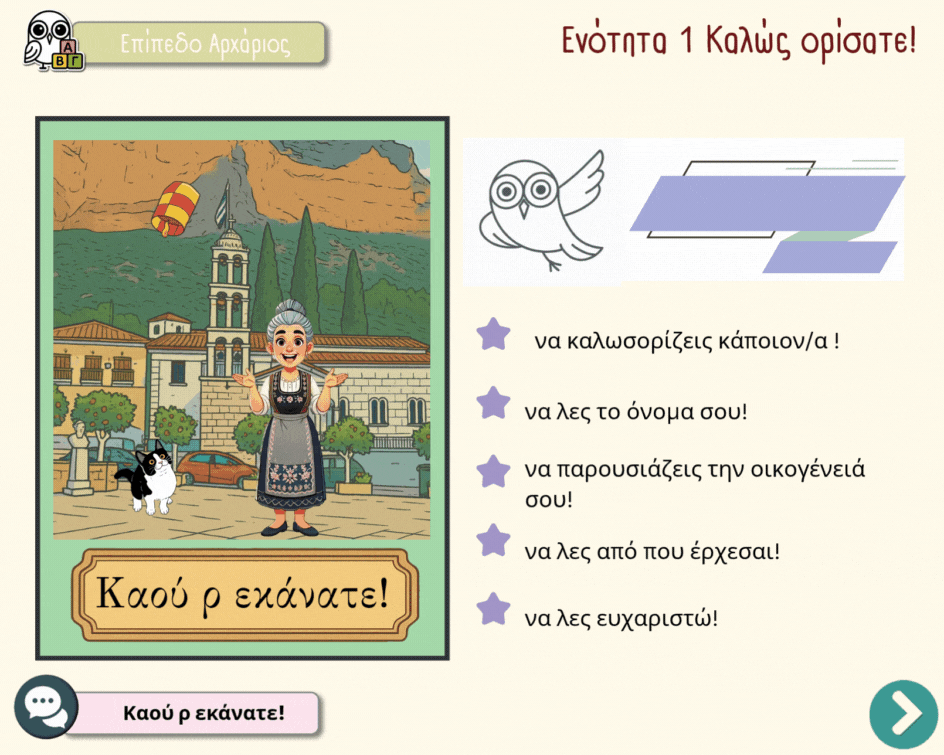 Επίπεδο Αρχάριος
Ενότητα 1 Καλώς ορίσατε!
Α
Β Γ
Καού ρ εκάνατε!
να καλωσορίζεις κάποιον/α !
να λες το όνομα σου!
να παρουσιάζεις την οικογένειά
σου!
να λες από που έρχεσαι!
να λες ευχαριστώ!
Καού ρ εκάνατε!